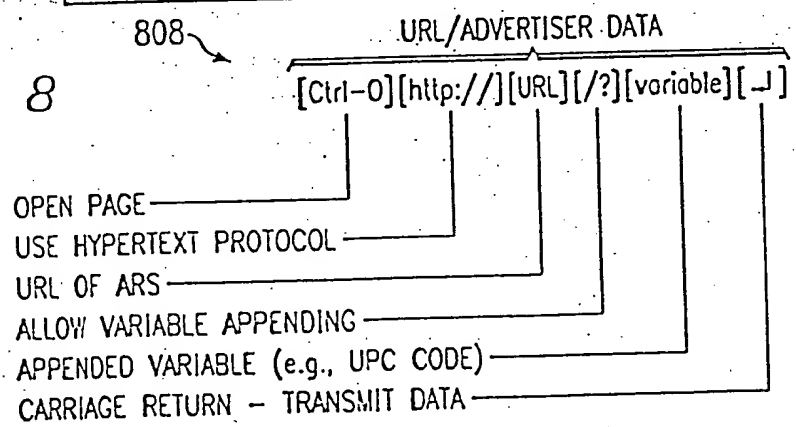 808
URL/ADVERTISER DATA
8
[Ctrl-O][http://][URL][/?][variable][↵]
OPEN PAGE
USE HYPERTEXT PROTOCOL
URL OF ARS
ALLOW VARIABLE APPENDING
APPENDED VARIABLE (e.g., UPC CODE)
CARRIAGE RETURN – TRANSMIT DATA